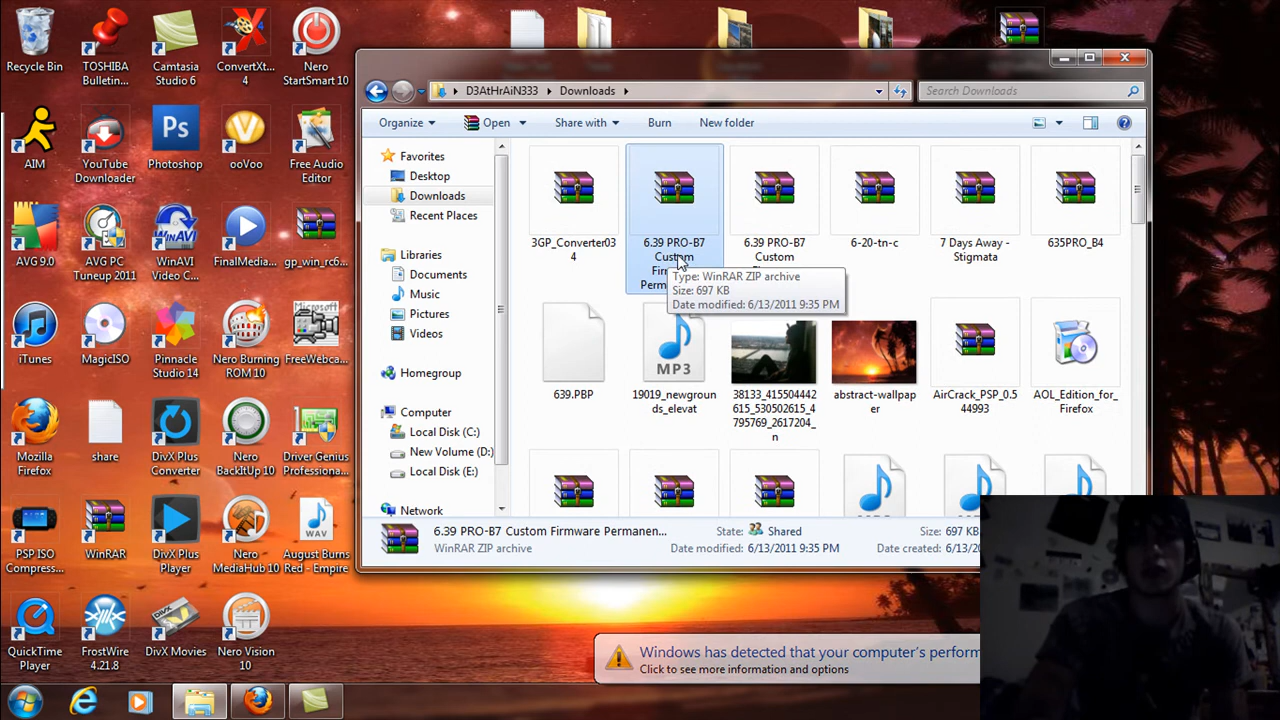 Recycle Bin
TOSHIBA
Bulletin...
Camtasia
Studio 6
ConvertXt...
4
Nero
StartSmart 10
AIM
YouTube
Downloader
Ps
Photoshop
ooVoo
Free Audio
Editor
AVG 9.0
AVG PC
Tuneup 2011
WinAVI
Video C...
FinalMedia...
gp_win_rc6...
iTunes
MagicISO
Pinnacle
Studio 14
Nero Burning
ROM 10
Microsoft
FreeWebca...
Mozilla
Firefox
share
DivX Plus
Converter
Nero
BackItUp 10
Driver Genius
Professiona...
PSP ISO
Compress...
WinRAR
DivX Plus
Player
Nero
MediaHub 10
WAV
August Burns
Red - Empire
QuickTime
Player
FrostWire
4.21.8
DivX Movies
Nero Vision
10
D3AtHrAiN333
Downloads
Search Downloads
Organize
Open
Share with
Burn
New folder
Favorites
Desktop
Downloads
Recent Places
Libraries
Documents
Music
Pictures
Videos
Homegroup
Computer
Local Disk (C:)
New Volume (D:)
Local Disk (E:)
Network
3GP_Converter03
4
6.39 PRO-B7
Custom
Perm
6.39 PRO-B7
Custom
6-20-tn-c
7 Days Away -
Stigmata
635PRO_B4
Type: WinRAR ZIP archive
Size: 697 KB
Date modified: 6/13/2011 9:35 PM
639.PBP
MP3
19019_newgroun
ds_elevat
38133_415504442
615_530502615_4
795769_2617204_
n
abstract-wallpap
er
AirCrack_PSP_0.5
44993
AOL_Edition_for_
Firefox
6.39 PRO-B7 Custom Firmware Permanen...
WinRAR ZIP archive
State:
Shared
Date modified: 6/13/2011 9:35 PM
Size: 697 KB
Date created: 6/13/20
Windows has detected that your computer's perform
Click to see more information and options